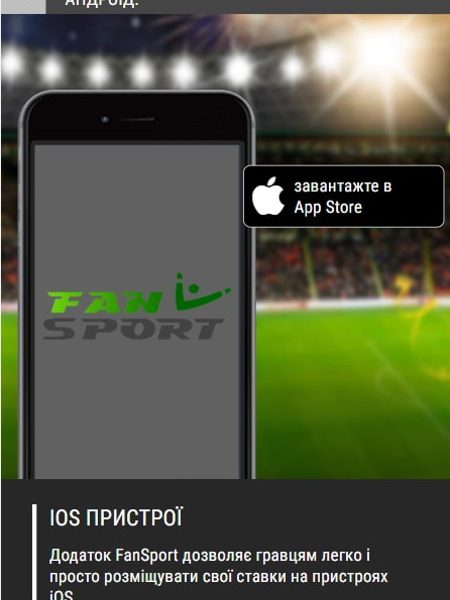 АНДРОЇД.
завантажте в
App Store
FAN
SPORT
IOS ПРИСТРОЇ
Додаток FanSport дозволяє гравцям легко і
просто розміщувати свої ставки на пристроях
iOS